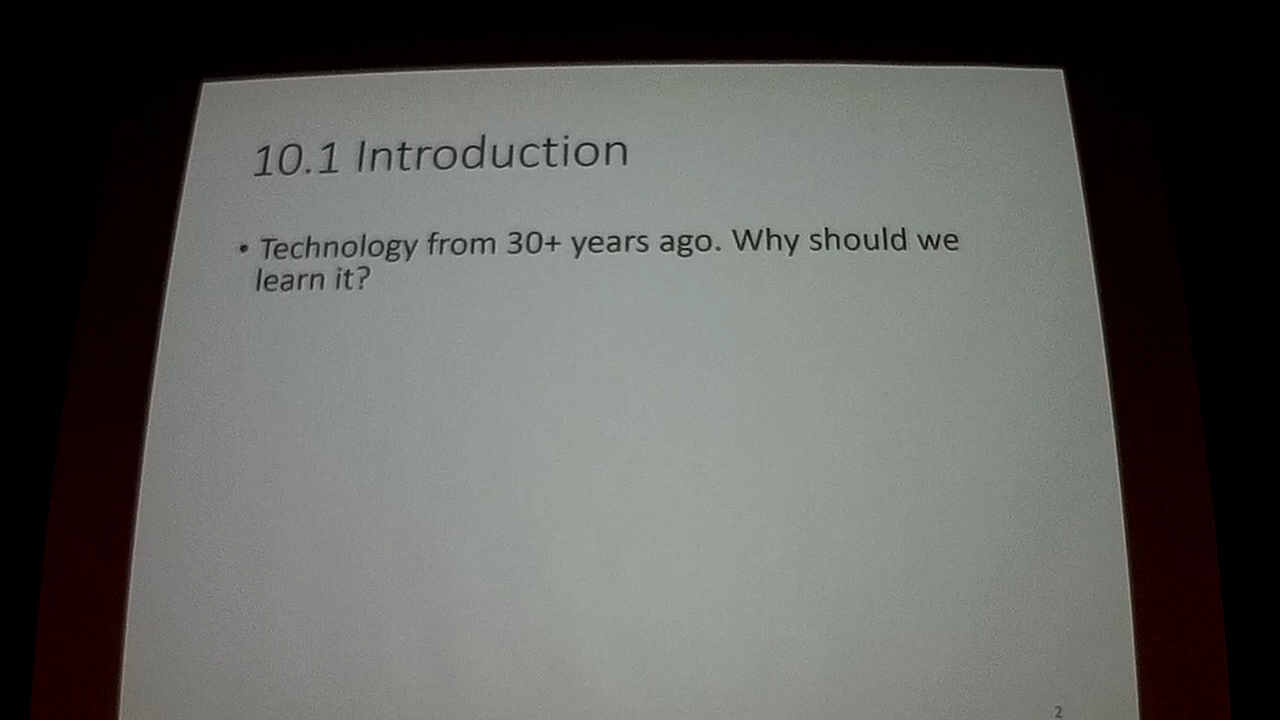 10.1 Introduction
• Technology from 30+ years ago. Why should we
learn it?
2